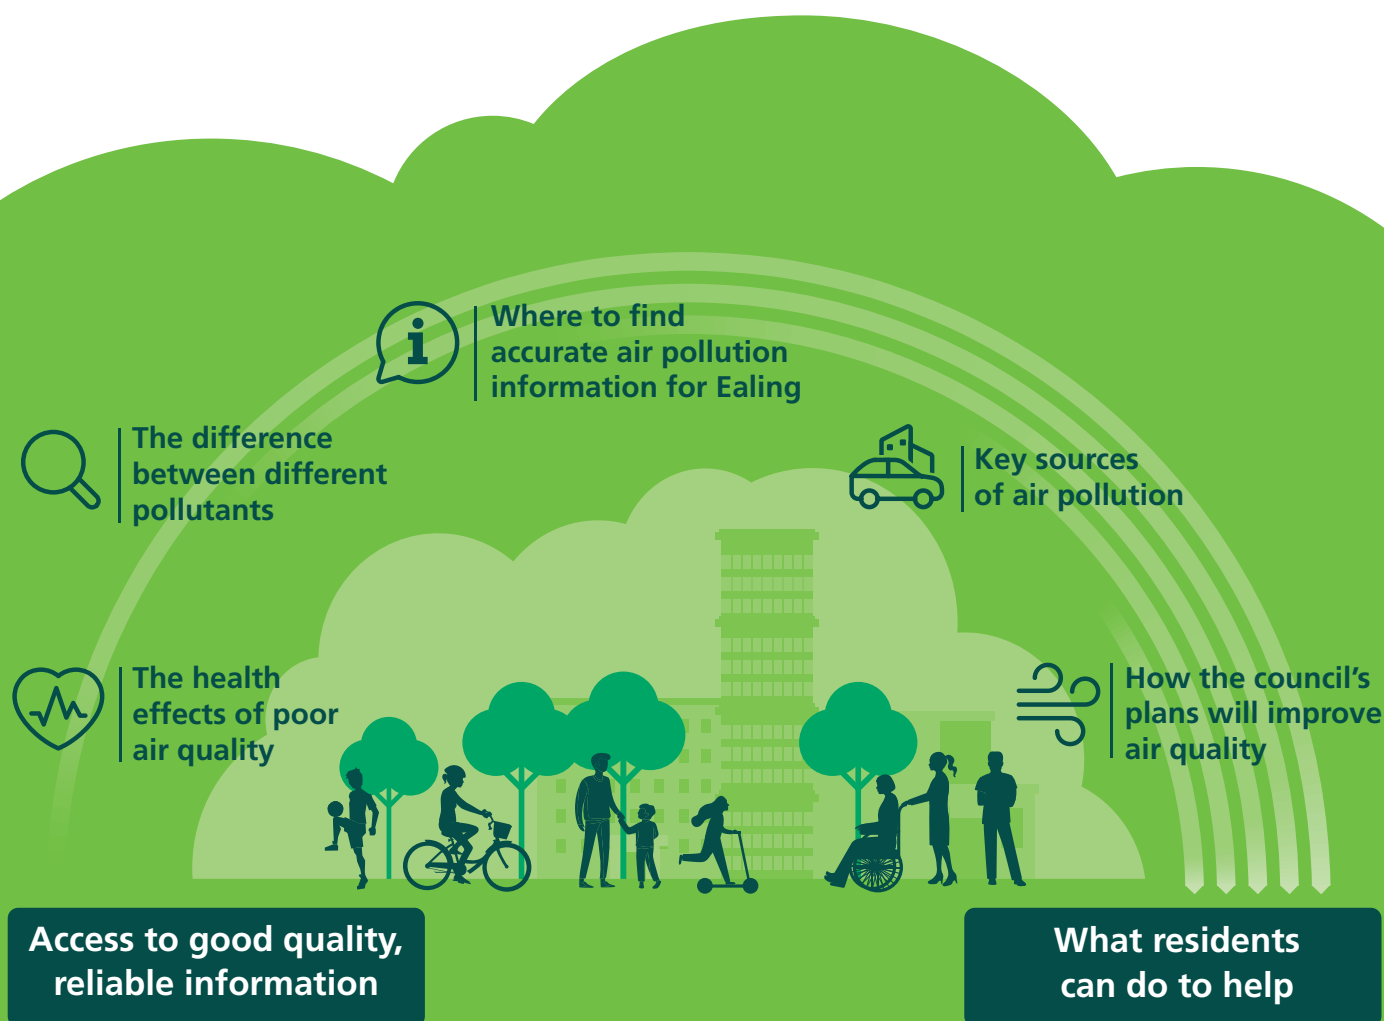 Where to find
accurate air pollution
information for Ealing
The difference
between different
pollutants
Key sources
of air pollution
The health
effects of poor
air quality
How the council’s
plans will improve
air quality
Access to good quality,
reliable information
What residents
can do to help